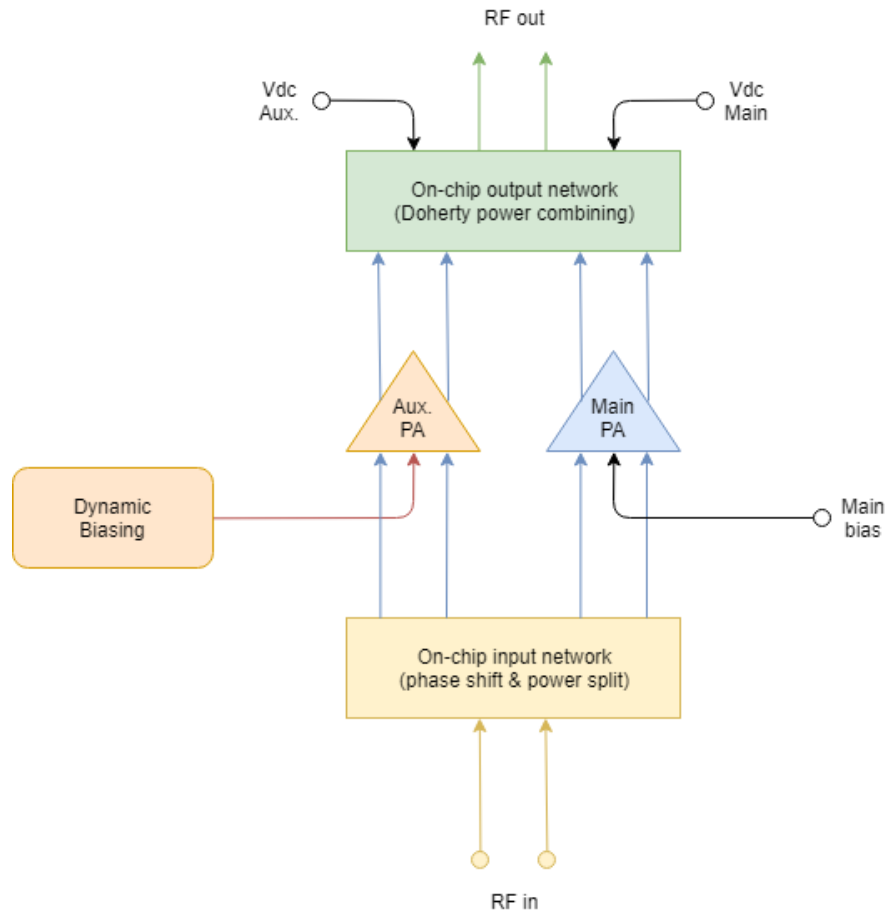 RF out
Vdc
Aux.
Vdc
Main
On-chip output network
(Doherty power combining)
Aux.
PA
Main
PA
Dynamic
Biasing
Main
bias
On-chip input network
(phase shift & power split)
RF in